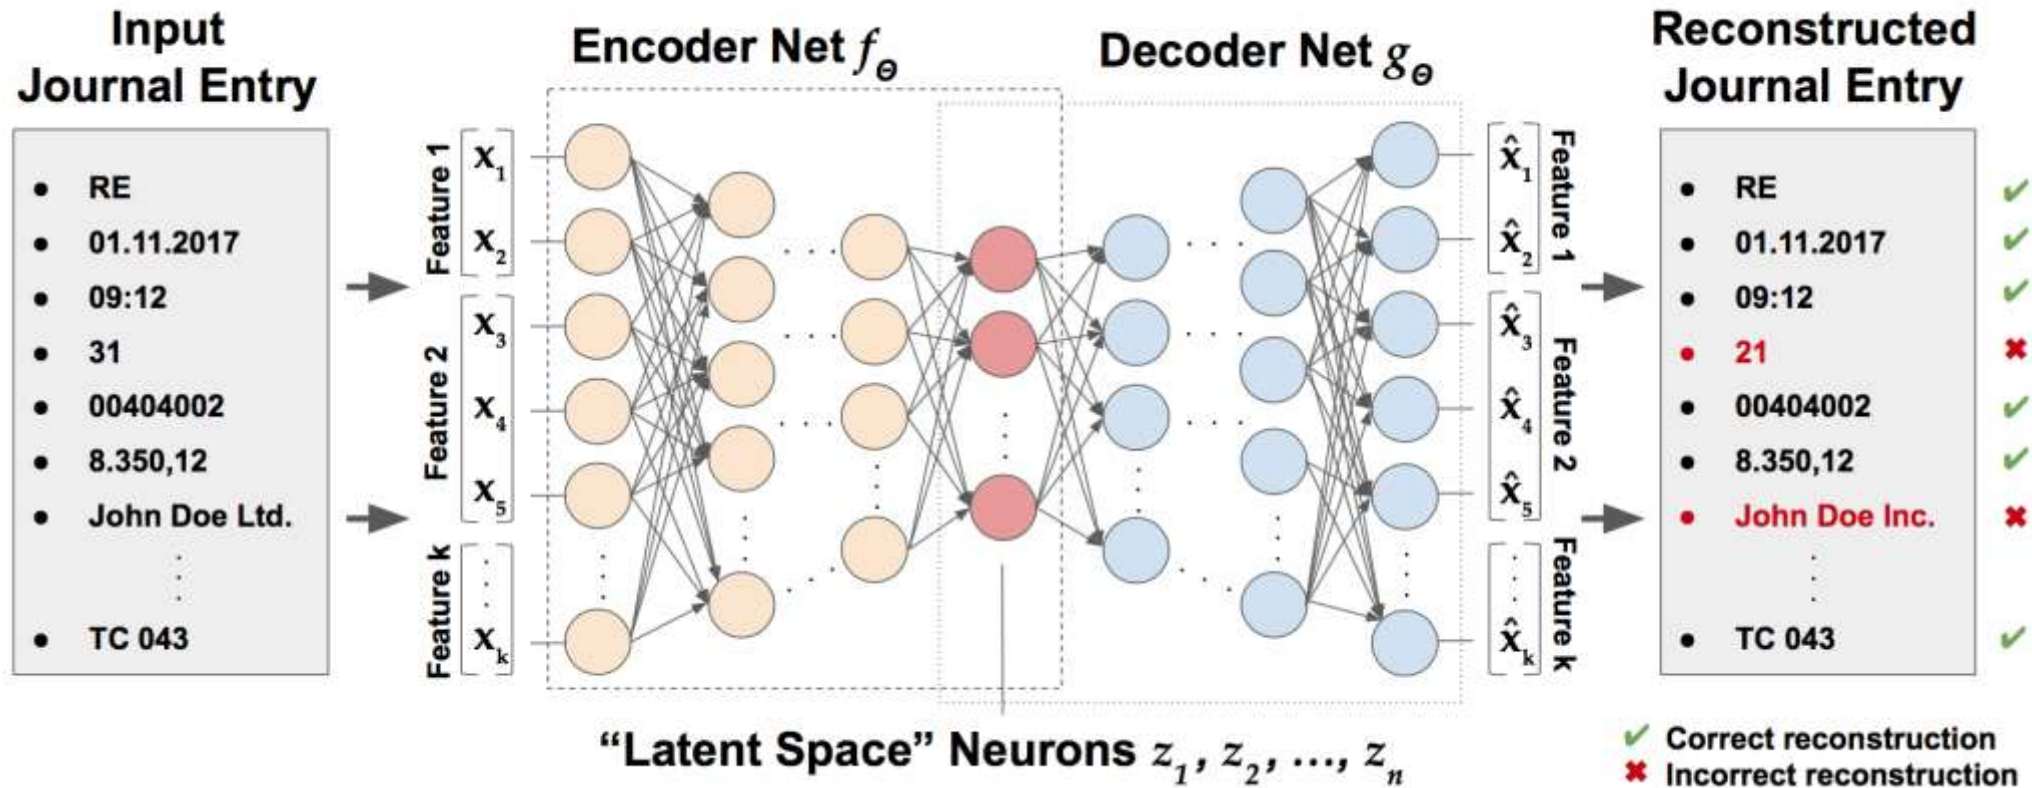 Input
Journal Entry
RE
01.11.2017
09:12
31
00404002
8.350,12
John Doe Ltd.
TC 043
Feature 1
x₁
x₂
Feature 2
x₃
x₄
x₅
Feature k
xₖ
Encoder Net f_Θ
Decoder Net g_Θ
“Latent Space” Neurons z₁, z₂, ..., zₙ
x̂₁
x̂₂
Feature 1
x̂₃
x̂₄
x̂₅
Feature 2
x̂ₖ
Feature k
Reconstructed
Journal Entry
RE ✔
01.11.2017 ✔
09:12 ✔
21 ✖
00404002 ✔
8.350,12 ✔
John Doe Inc. ✖
TC 043 ✔
✔ Correct reconstruction
✖ Incorrect reconstruction